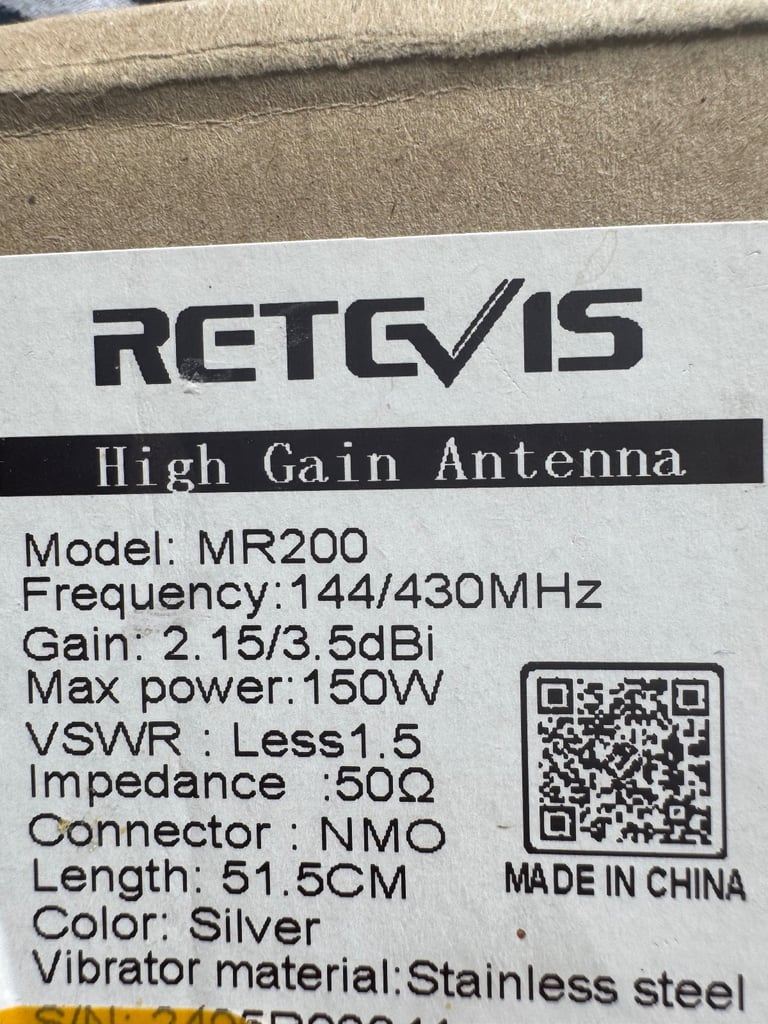 RETEVIS
High Gain Antenna
Model: MR200
Frequency:144/430MHz
Gain: 2.15/3.5dBi
Max power:150W
VSWR : Less1.5
Impedance :50Ω
Connector : NMO
Length: 51.5CM
MADE IN CHINA
Color: Silver
Vibrator material:Stainless steel
S/N: